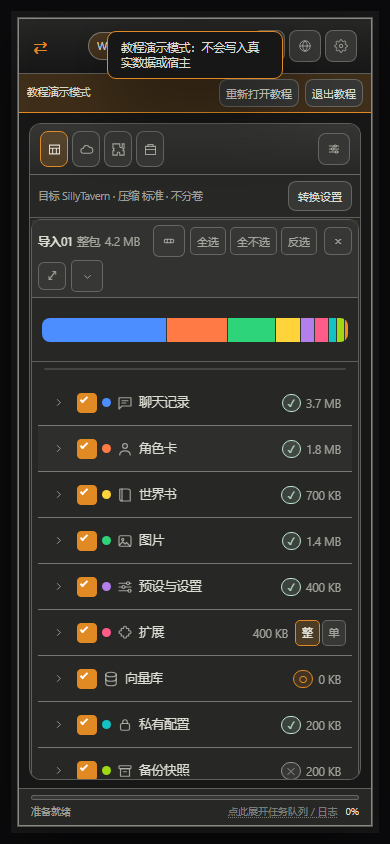 W
教程演示模式：不会写入真
实数据或宿主
教程演示模式
重新打开教程
退出教程
目标 SillyTavern · 压缩 标准 · 不分卷
转换设置
导入01 整包 4.2 MB
全选
全不选
反选
聊天记录
3.7 MB
角色卡
1.8 MB
世界书
700 KB
图片
1.4 MB
预设与设置
400 KB
扩展
400 KB
整
单
向量库
0 KB
私有配置
200 KB
备份快照
200 KB
准备就绪
点此展开任务队列 / 日志
0%